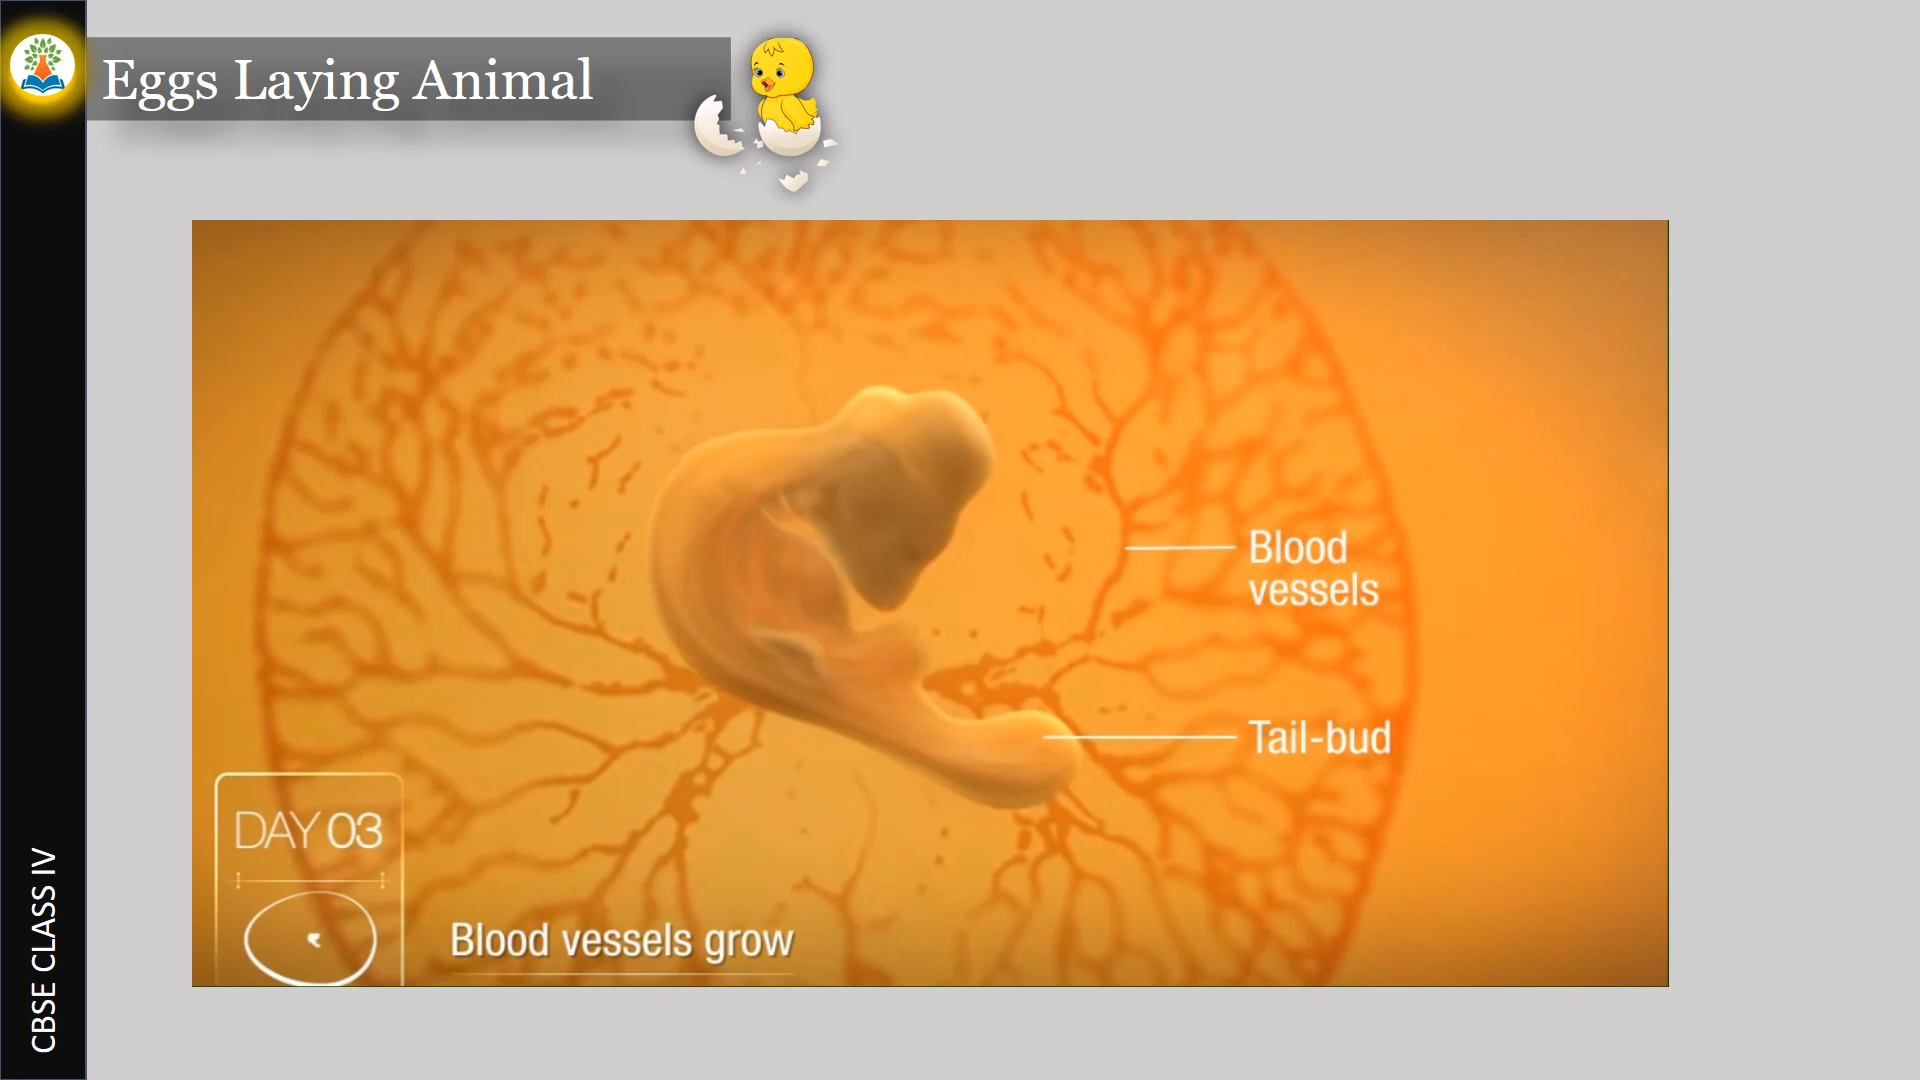 Eggs Laying Animal
Blood
vessels
Tail-bud
DAY 03
Blood vessels grow
CBSE CLASS IV